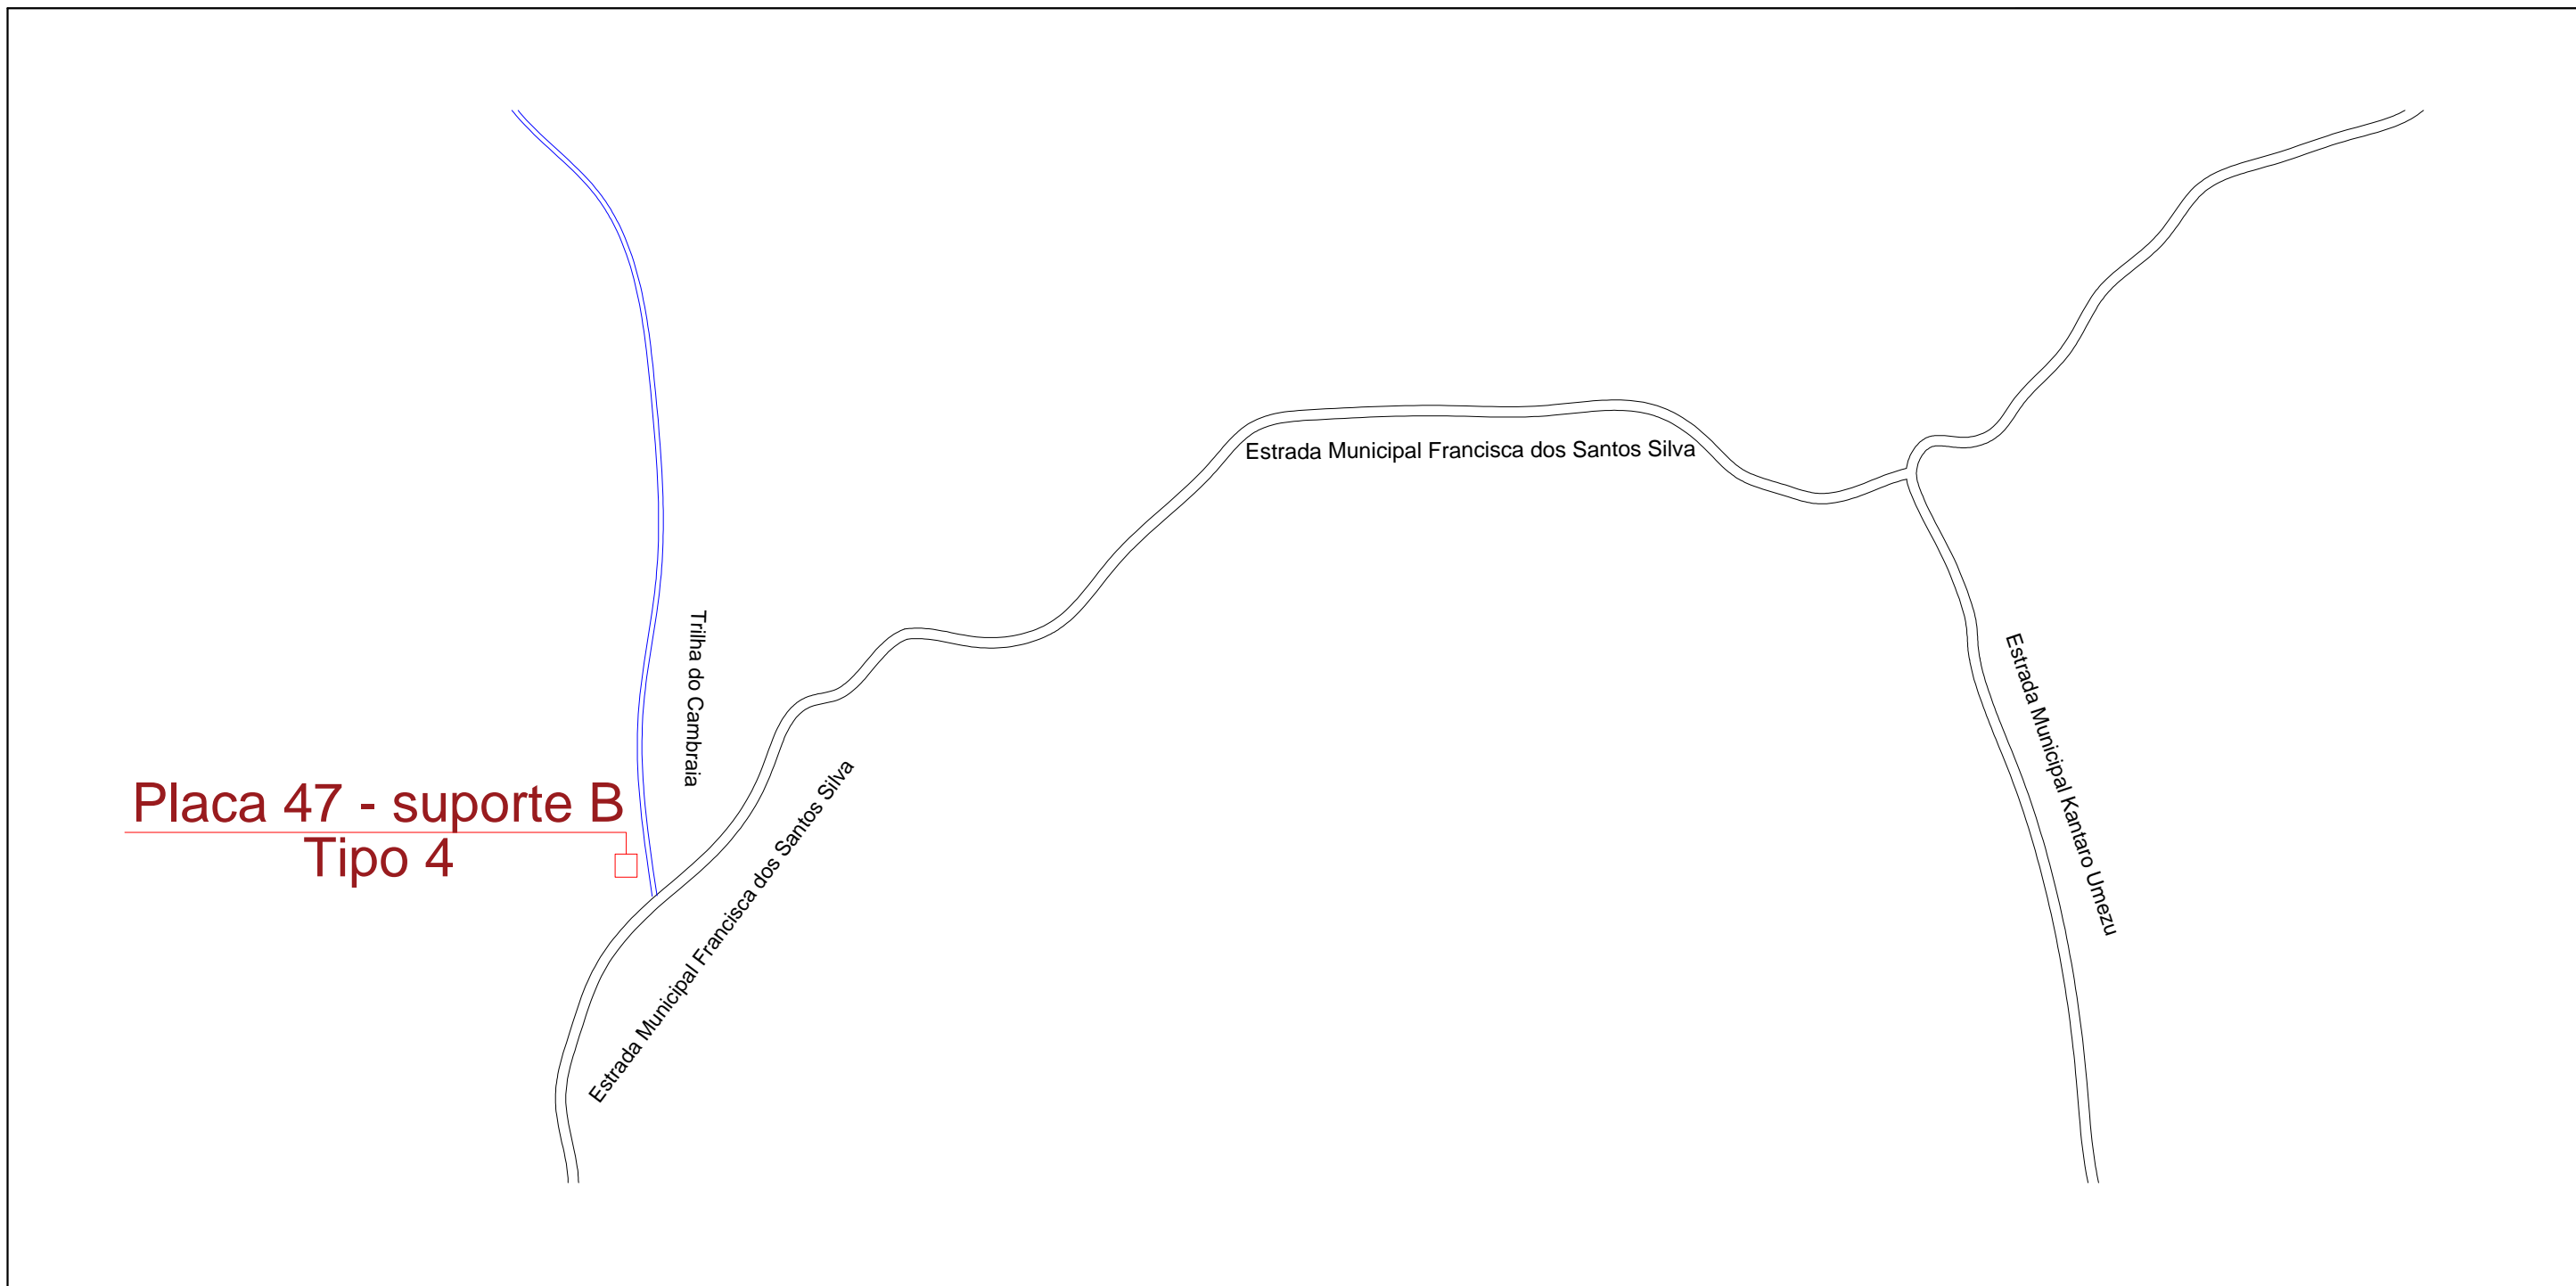 Estrada Municipal Francisca dos Santos Silva
Trilha do Cambraia
Estrada Municipal Kantaro Umezu
Placa 47 - suporte B
Tipo 4
Estrada Municipal Francisca dos Santos Silva